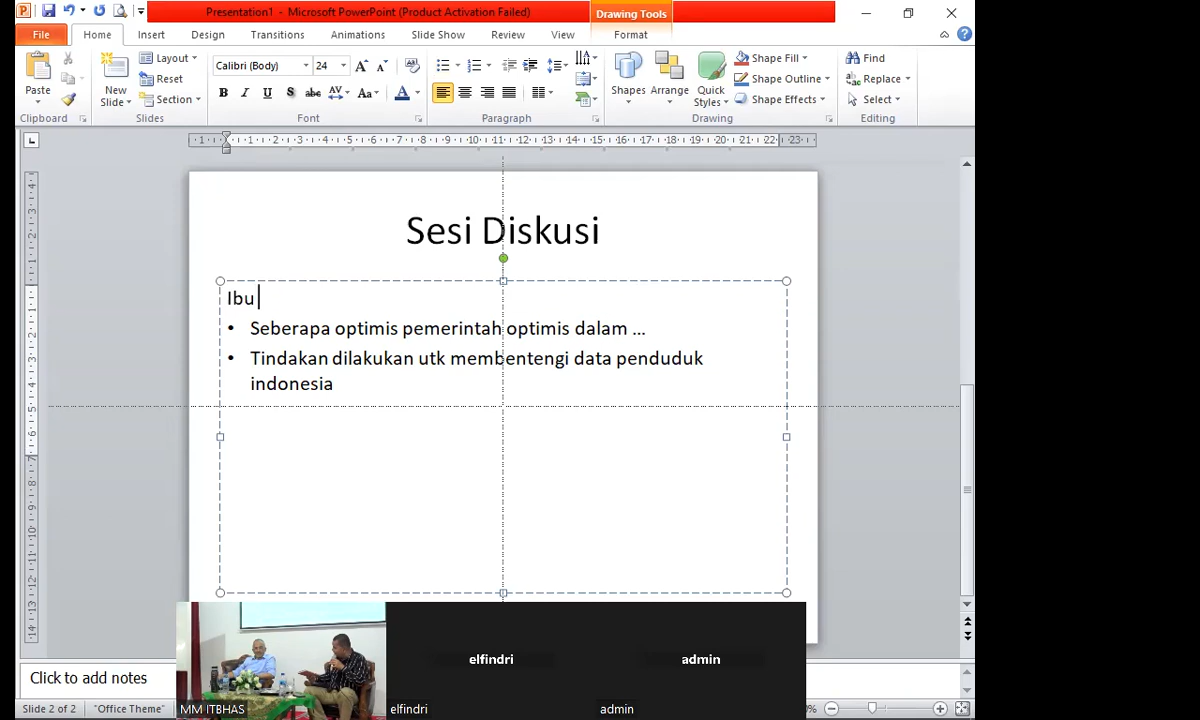 Presentation1 - Microsoft PowerPoint (Product Activation Failed)
Drawing Tools
File Home Insert Design Transitions Animations Slide Show Review View Format
Paste
Clipboard
New Slide
Layout
Reset
Section
Slides
Calibri (Body) 24
B I U S abc AV Aa A
Font
Paragraph
Shapes
Arrange
Quick Styles
Shape Fill
Shape Outline
Shape Effects
Drawing
Find
Replace
Select
Editing
Sesi Diskusi
Ibu
• Seberapa optimis pemerintah optimis dalam ...
• Tindakan dilakukan utk membentengi data penduduk
indonesia
elfindri
admin
MM ITBHAS
elfindri
admin
Click to add notes
Slide 2 of 2
"Office Theme"